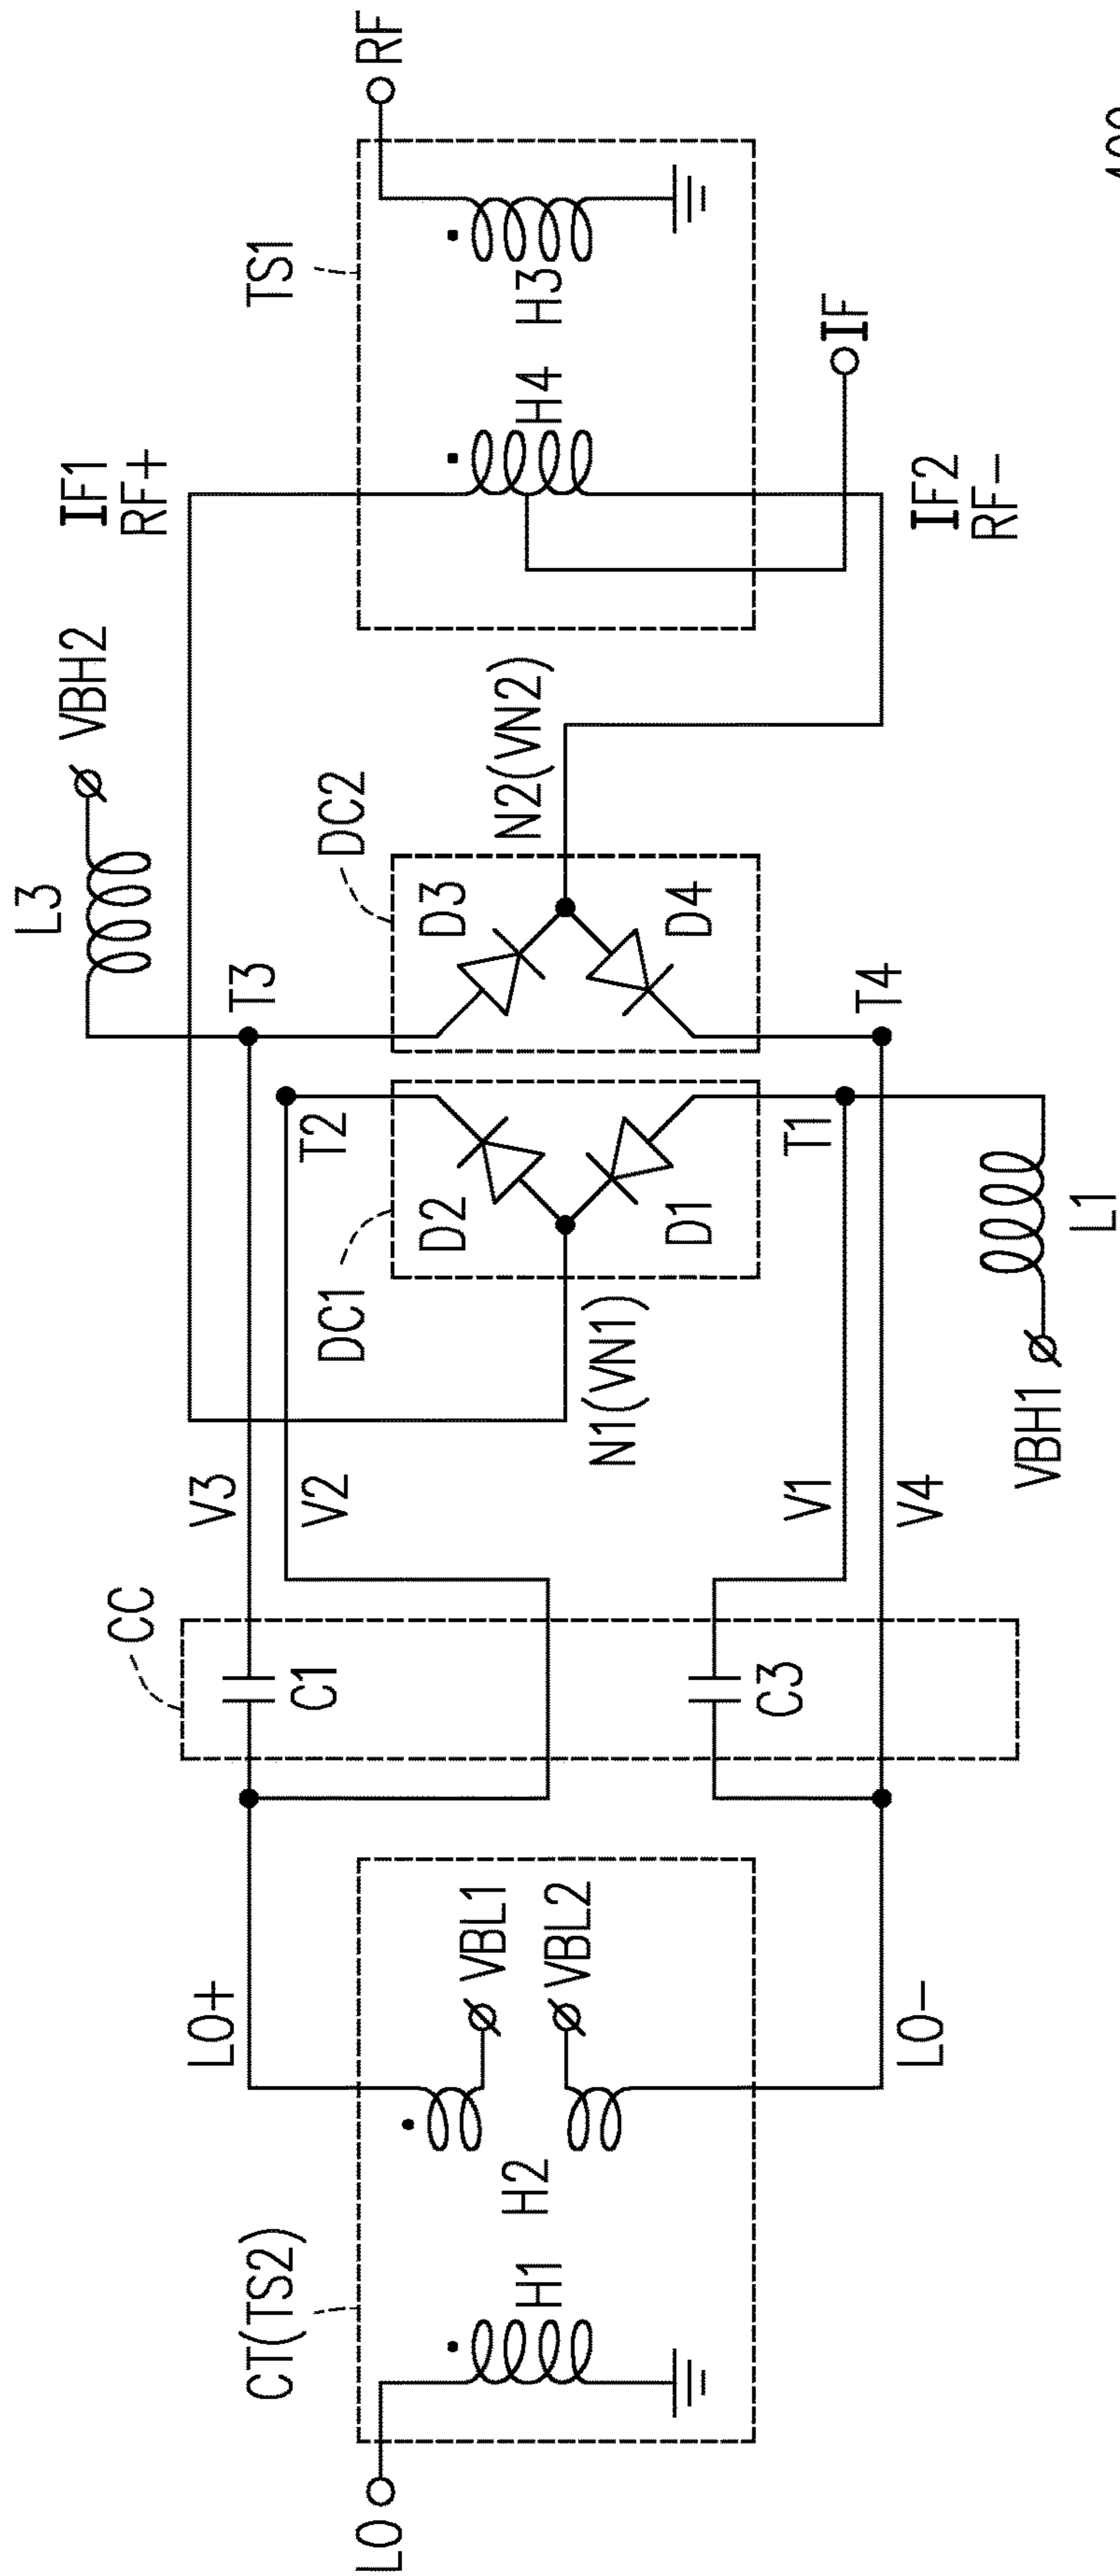 LO
CT(TS2)
H1
H2
LO+
VBL1
VBL2
LO-
CC
C1
C3
V3
V2
V1
V4
VBH1
L1
DC1
N1(VN1)
D2
D1
T2
T1
T3
T4
L3
VBH2
DC2
D3
D4
N2(VN2)
IF1
RF+
IF2
RF-
TS1
H4
H3
IF
RF